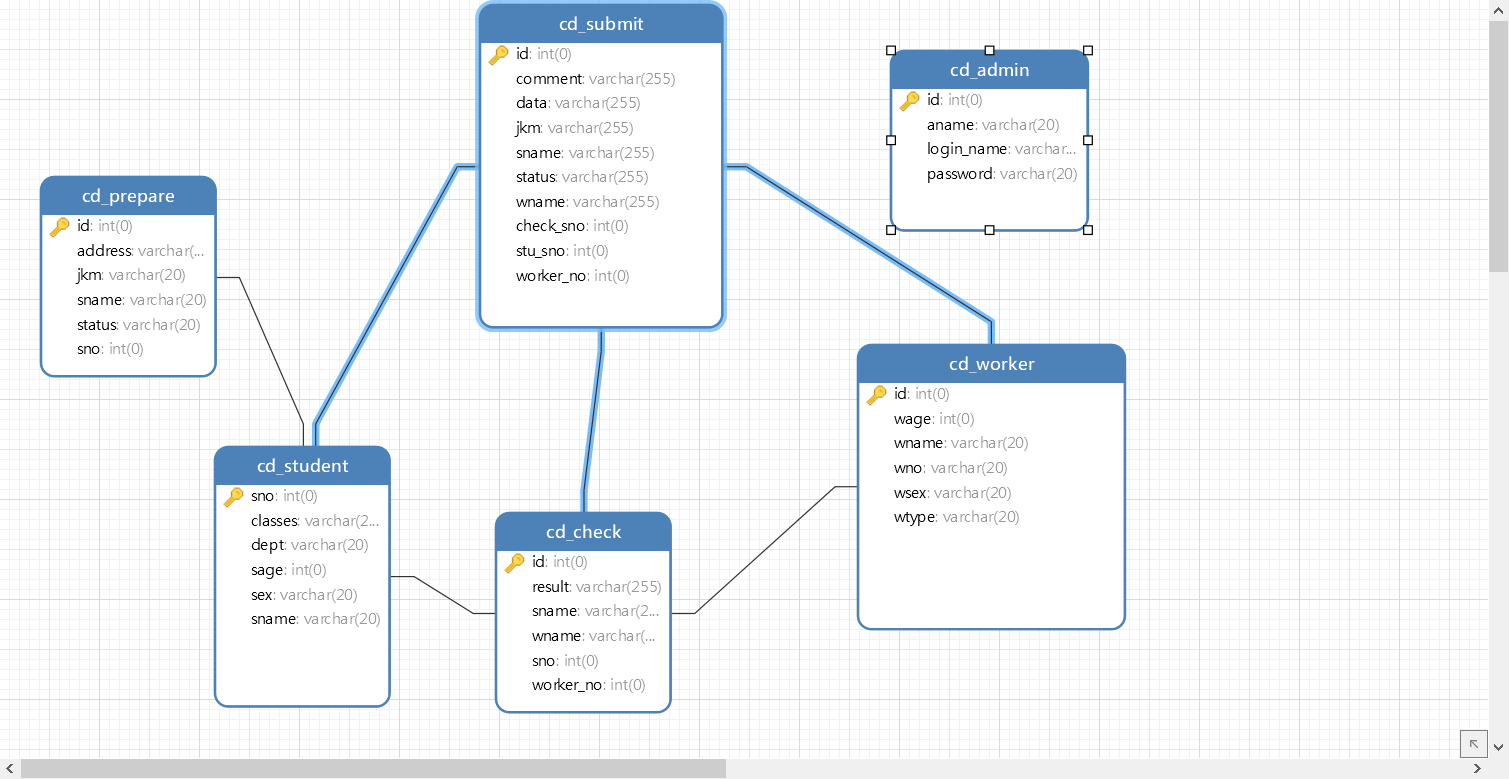 cd_submit
id: int(0)
comment: varchar(255)
data: varchar(255)
jkm: varchar(255)
sname: varchar(255)
status: varchar(255)
wname: varchar(255)
check_sno: int(0)
stu_sno: int(0)
worker_no: int(0)
cd_admin
id: int(0)
aname: varchar(20)
login_name: varchar...
password: varchar(20)
cd_prepare
id: int(0)
address: varchar(...
jkm: varchar(20)
sname: varchar(20)
status: varchar(20)
sno: int(0)
cd_worker
id: int(0)
wage: int(0)
wname: varchar(20)
wno: varchar(20)
wsex: varchar(20)
wtype: varchar(20)
cd_student
sno: int(0)
classes: varchar(2...
dept: varchar(20)
sage: int(0)
sex: varchar(20)
sname: varchar(20)
cd_check
id: int(0)
result: varchar(255)
sname: varchar(2...
wname: varchar(...
sno: int(0)
worker_no: int(0)